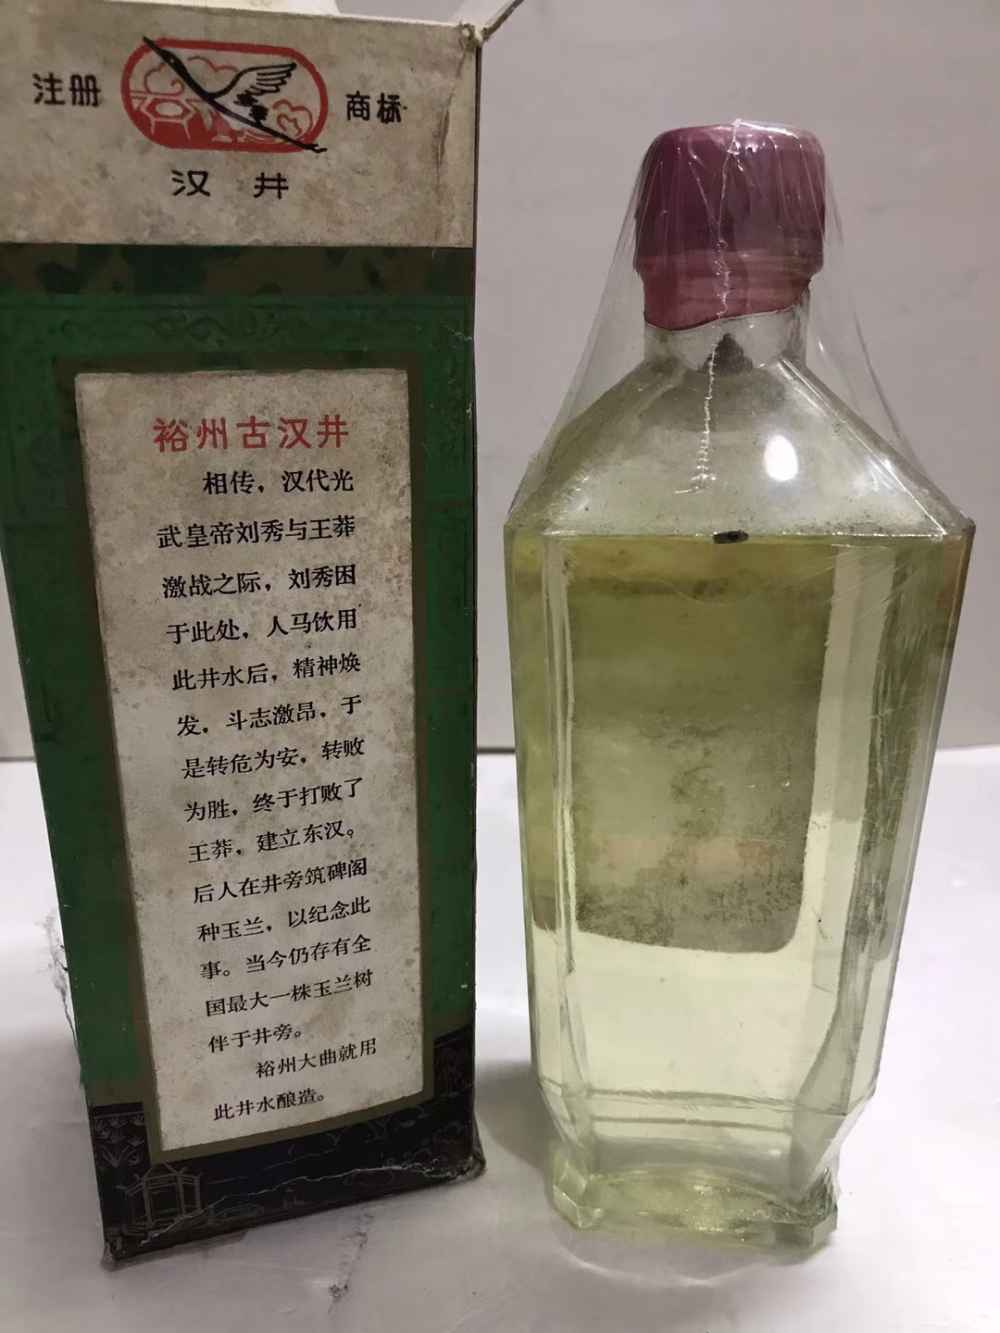 注册 商标
汉井
裕州古汉井
相传，汉代光
武皇帝刘秀与王莽
激战之际，刘秀困
于此处，人马饮用
此井水后，精神焕
发，斗志激昂，于
是转危为安，转败
为胜，终于打败了
王莽，建立东汉。
后人在井旁筑碑阁
种玉兰，以纪念此
事。当今仍存有全
国最大一株玉兰树
伴于井旁。
裕州大曲就用
此井水酿造。